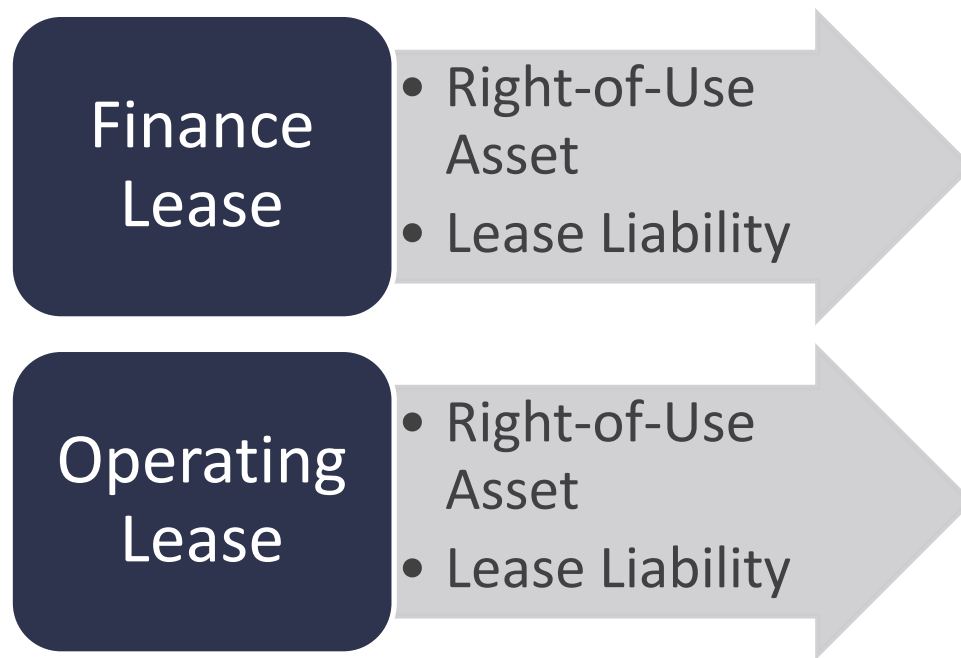 Finance
Lease
• Right-of-Use
Asset
• Lease Liability
Operating
Lease
• Right-of-Use
Asset
• Lease Liability